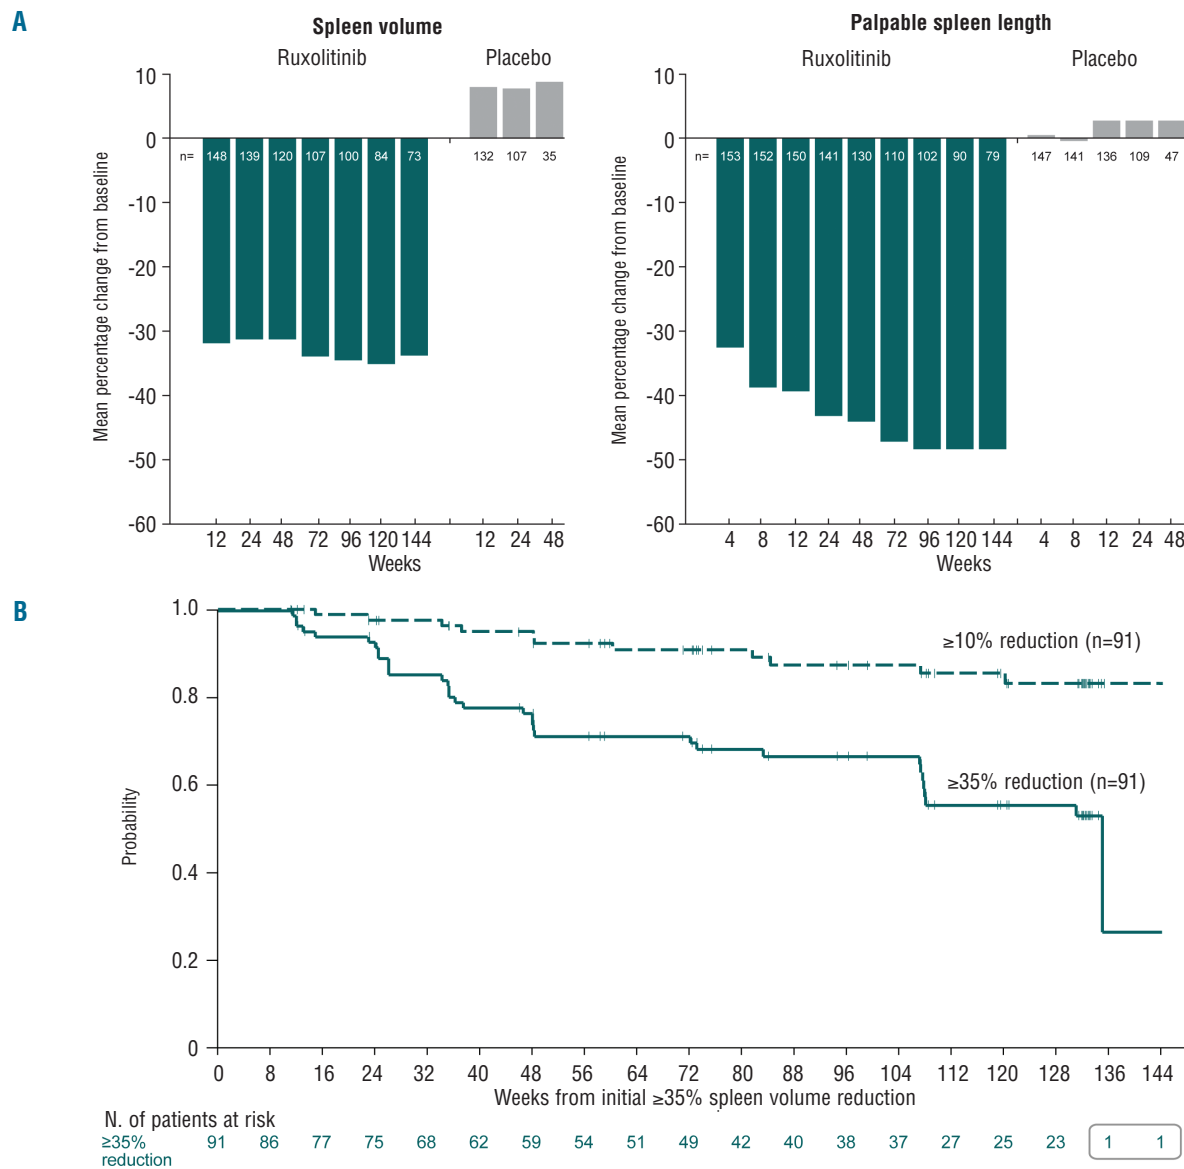 A
Spleen volume
Palpable spleen length
Ruxolitinib
Placebo
Ruxolitinib
Placebo
Mean percentage change from baseline
10
0
-10
-20
-30
-40
-50
-60
n= 148 139 120 107 100 84 73 132 107 35
12 24 48 72 96 120 144 12 24 48
Weeks
Mean percentage change from baseline
10
0
-10
-20
-30
-40
-50
-60
n= 153 152 150 141 130 110 102 90 79 147 141 136 109 47
4 8 12 24 48 72 96 120 144 4 8 12 24 48
Weeks
B
Probability
1.0
0.8
0.6
0.4
0.2
0
≥10% reduction (n=91)
≥35% reduction (n=91)
0 8 16 24 32 40 48 56 64 72 80 88 96 104 112 120 128 136 144
Weeks from initial ≥35% spleen volume reduction
N. of patients at risk
≥35% 91 86 77 75 68 62 59 54 51 49 42 40 38 37 27 25 23 1 1
reduction